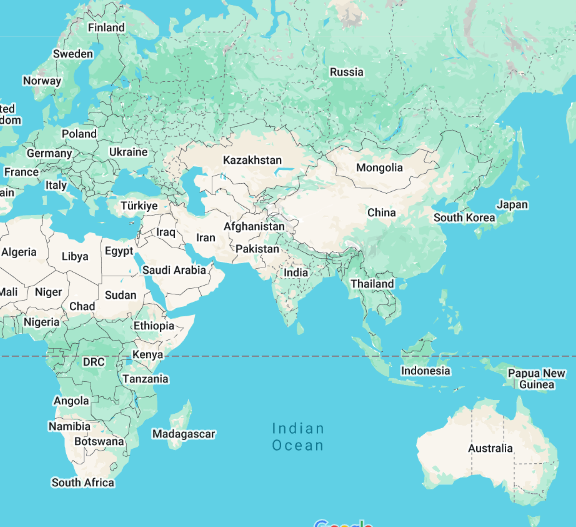 Finland
Sweden
Norway
Russia
ted
dom
Poland
Germany
Ukraine
France
Kazakhstan
Mongolia
Italy
ain
Türkiye
China
Japan
South Korea
Afghanistan
Iraq
Iran
Algeria
Libya
Egypt
Pakistan
Saudi Arabia
India
Thailand
Mali
Niger
Sudan
Chad
Nigeria
Ethiopia
Kenya
DRC
Indonesia
Tanzania
Papua New
Guinea
Angola
Namibia
Madagascar
Indian
Ocean
Botswana
Australia
South Africa
Google